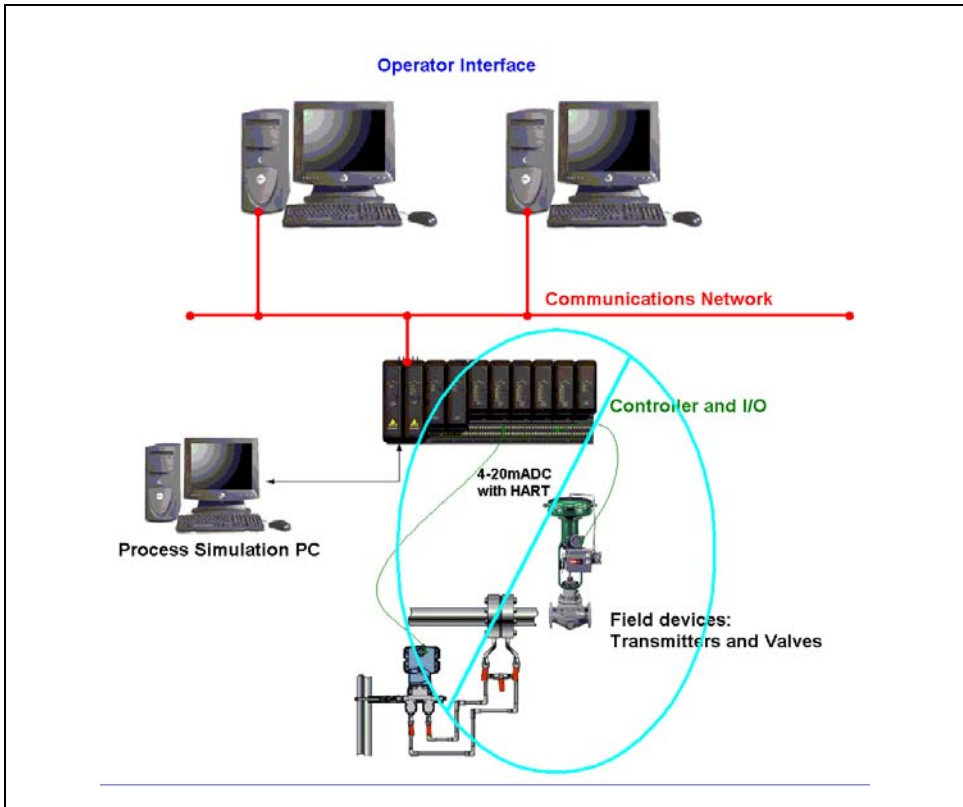 Operator Interface
Communications Network
Controller and I/O
4-20mADC
with HART
Process Simulation PC
Field devices:
Transmitters and Valves